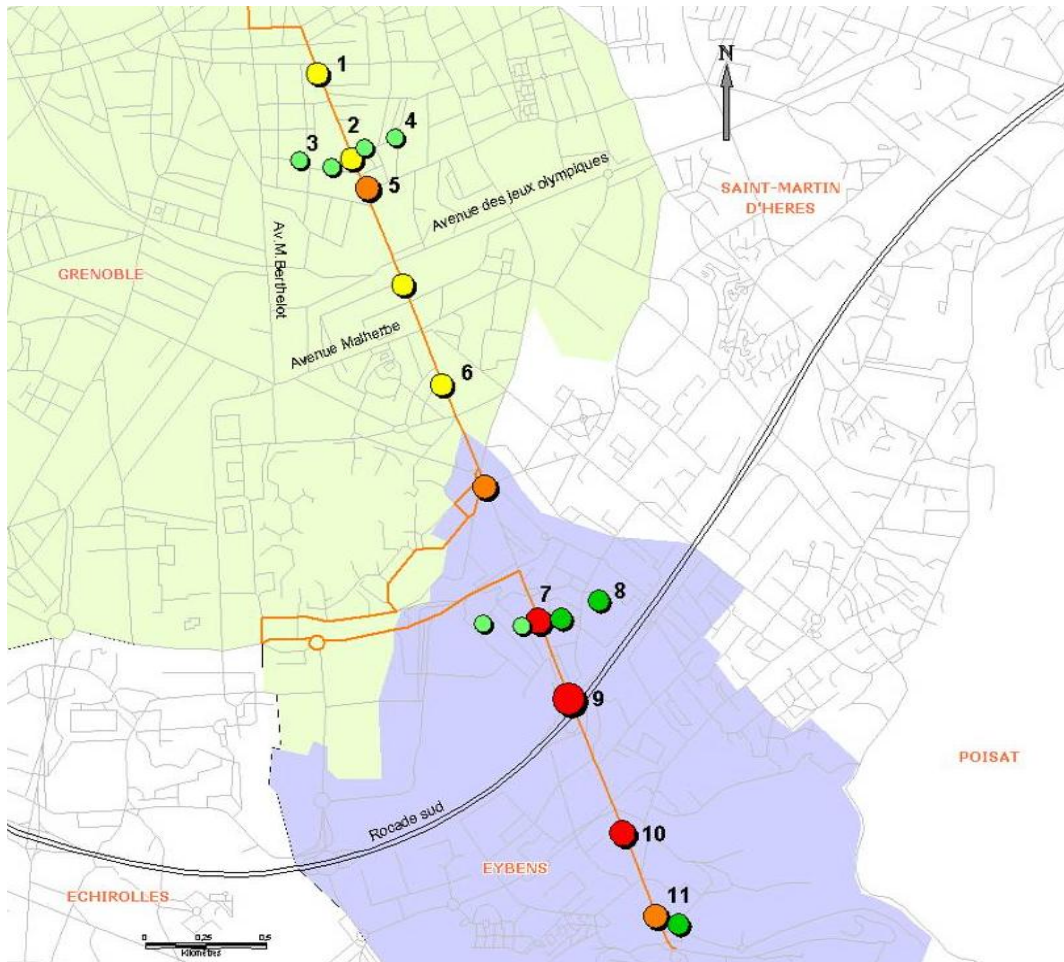 1
N
4
2
3
5
Avenue des jeux olympiques
SAINT-MARTIN
D'HERES
Av.M.Berthelot
GRENOBLE
Avenue Malherbe
6
8
7
9
POISAT
Rocade sud
10
EYBENS
ECHIROLLES
11
0 0,25 0,5
Kilomètres